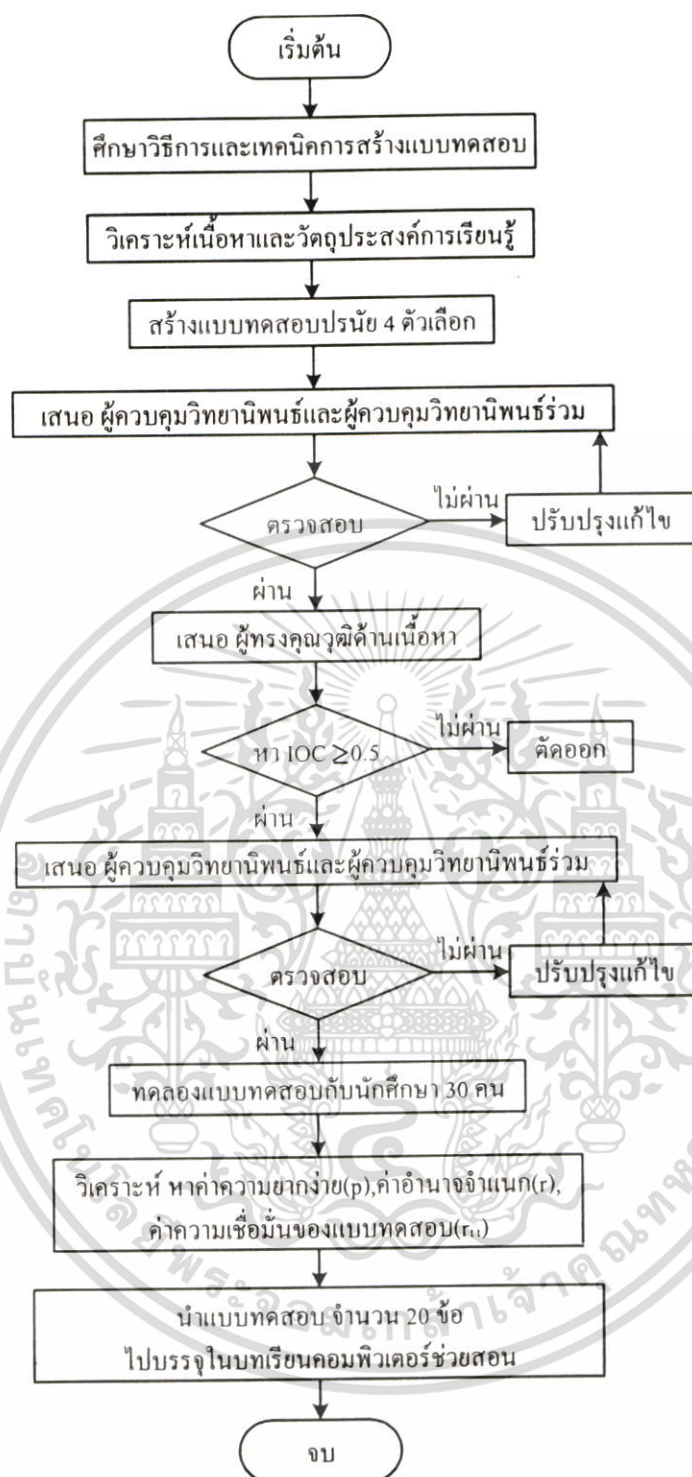 เริ่มต้น
ศึกษาวิธีการและเทคนิคการสร้างแบบทดสอบ
วิเคราะห์เนื้อหาและวัตถุประสงค์การเรียนรู้
สร้างแบบทดสอบปรนัย 4 ตัวเลือก
เสนอ ผู้ควบคุมวิทยานิพนธ์และผู้ควบคุมวิทยานิพนธ์ร่วม
ตรวจสอบ
ไม่ผ่าน
ปรับปรุงแก้ไข
ผ่าน
เสนอ ผู้ทรงคุณวุฒิด้านเนื้อหา
หา IOC ≥0.5
ไม่ผ่าน
ตัดออก
ผ่าน
เสนอ ผู้ควบคุมวิทยานิพนธ์และผู้ควบคุมวิทยานิพนธ์ร่วม
ตรวจสอบ
ไม่ผ่าน
ปรับปรุงแก้ไข
ผ่าน
ทดลองแบบทดสอบกับนักศึกษา 30 คน
วิเคราะห์ หาค่าความยากง่าย(p),ค่าอำนาจจำแนก(r),
ค่าความเชื่อมั่นของแบบทดสอบ(r₁₁)
นำแบบทดสอบ จำนวน 20 ข้อ
ไปบรรจุในบทเรียนคอมพิวเตอร์ช่วยสอน
จบ